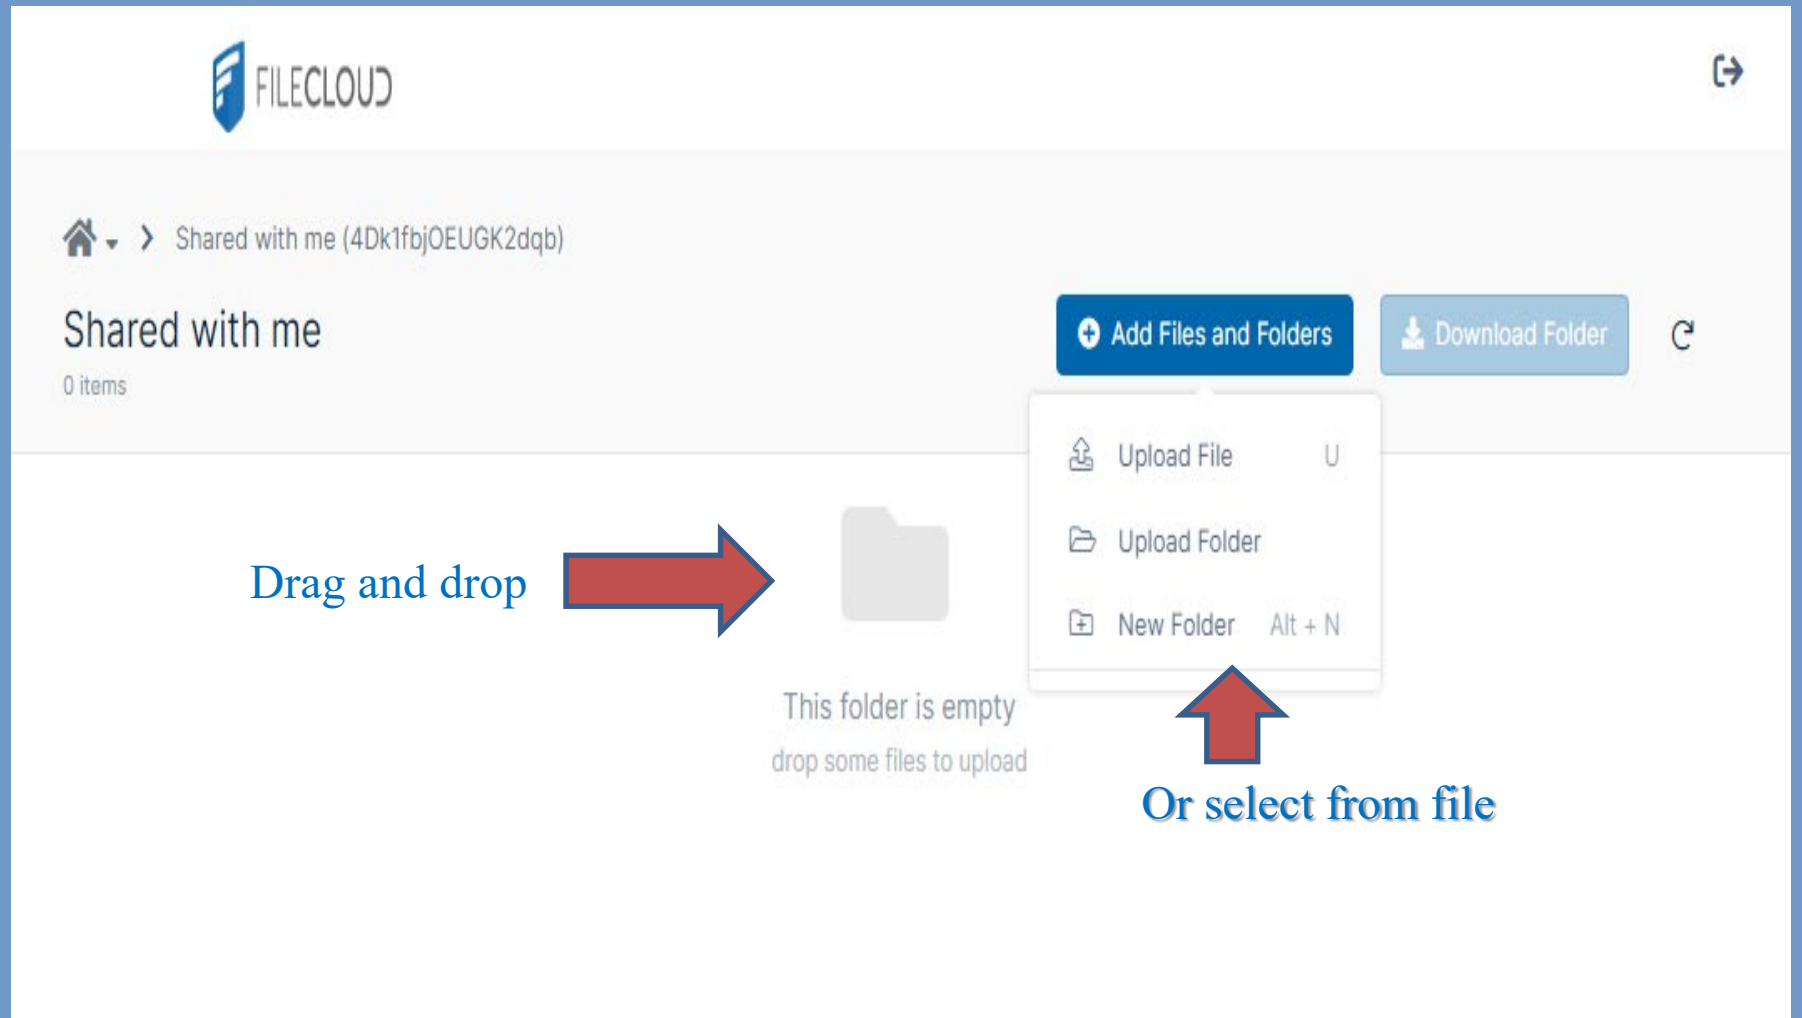 FILECLOUD
Shared with me (4Dk1fbjOEUGK2dqb)
Shared with me
0 items
Add Files and Folders
Download Folder
Upload File U
Upload Folder
New Folder Alt + N
Drag and drop
This folder is empty
drop some files to upload
Or select from file